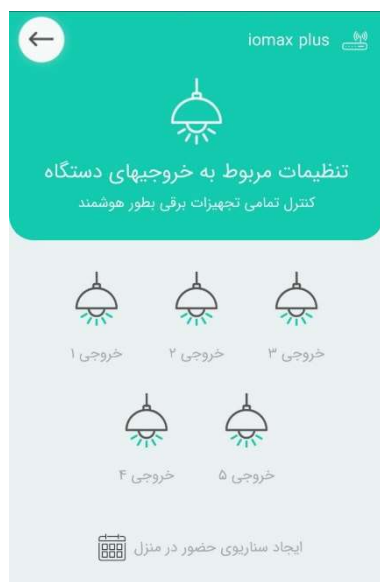 iomax plus
تنظیمات مربوط به خروجیهای دستگاه
کنترل تمامی تجهیزات برقی بطور هوشمند
خروجی ۳
خروجی ۲
خروجی ۱
خروجی ۵
خروجی ۴
ایجاد سناریوی حضور در منزل